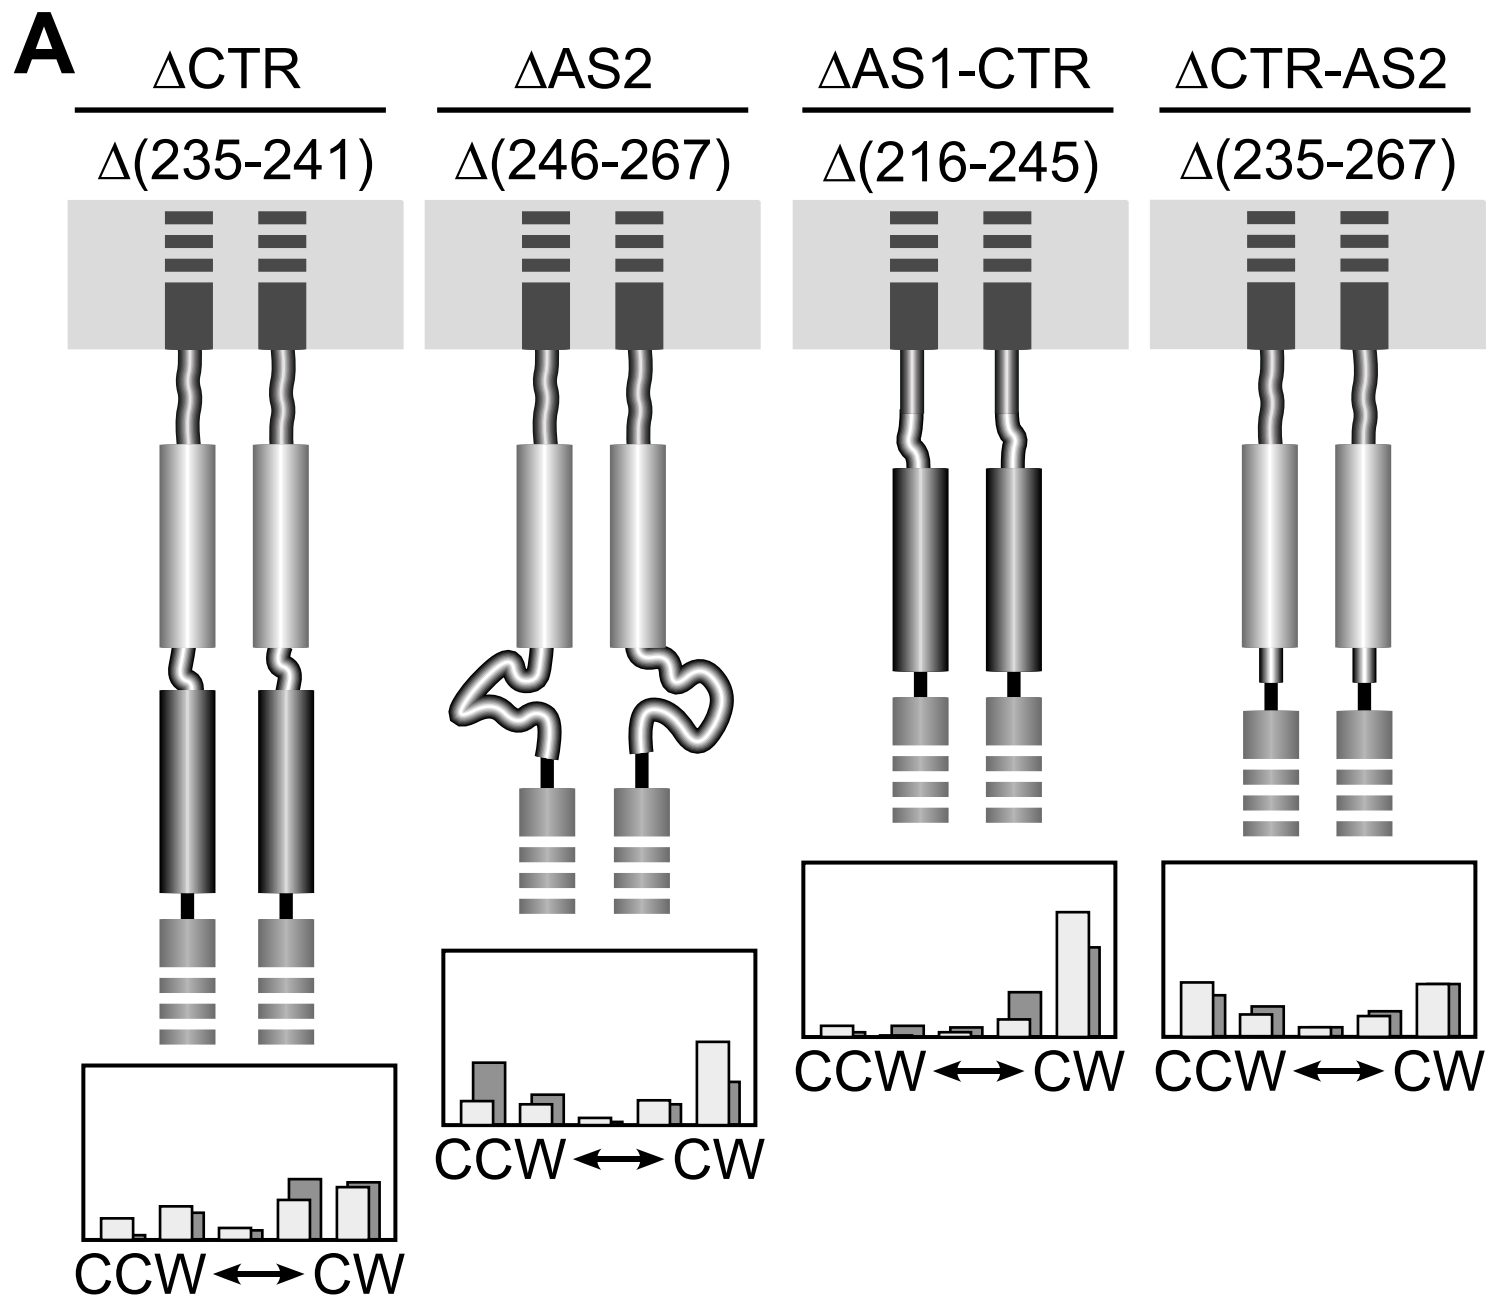 A
ΔCTR ΔAS2 ΔAS1-CTR ΔCTR-AS2
Δ(235-241) Δ(246-267) Δ(216-245) Δ(235-267)
CCW ↔ CW CCW ↔ CW
CCW ↔ CW
CCW ↔ CW